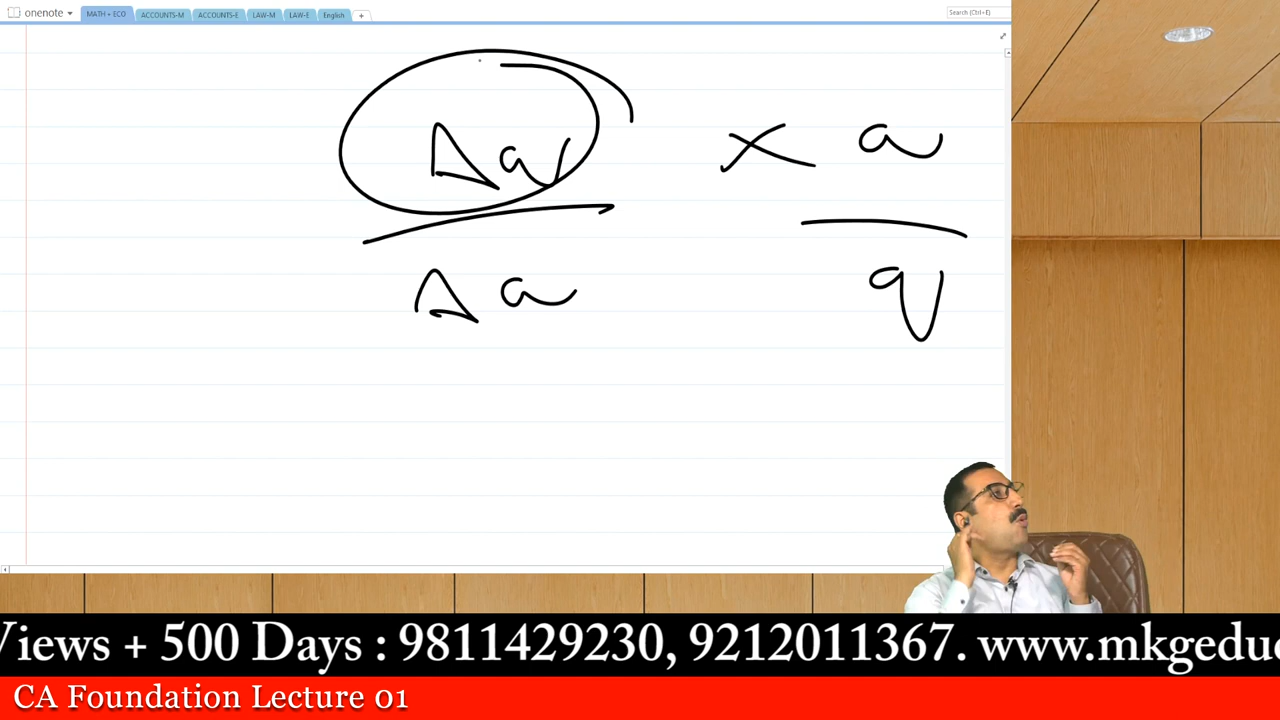 onenote MATH + ECO ACCOUNTS-M ACCOUNTS-E LAW-M LAW-E English + Search (Ctrl+E)
Δq × a
Δa q
Views + 500 Days : 9811429230, 9212011367. www.mkgeduc
CA Foundation Lecture 01